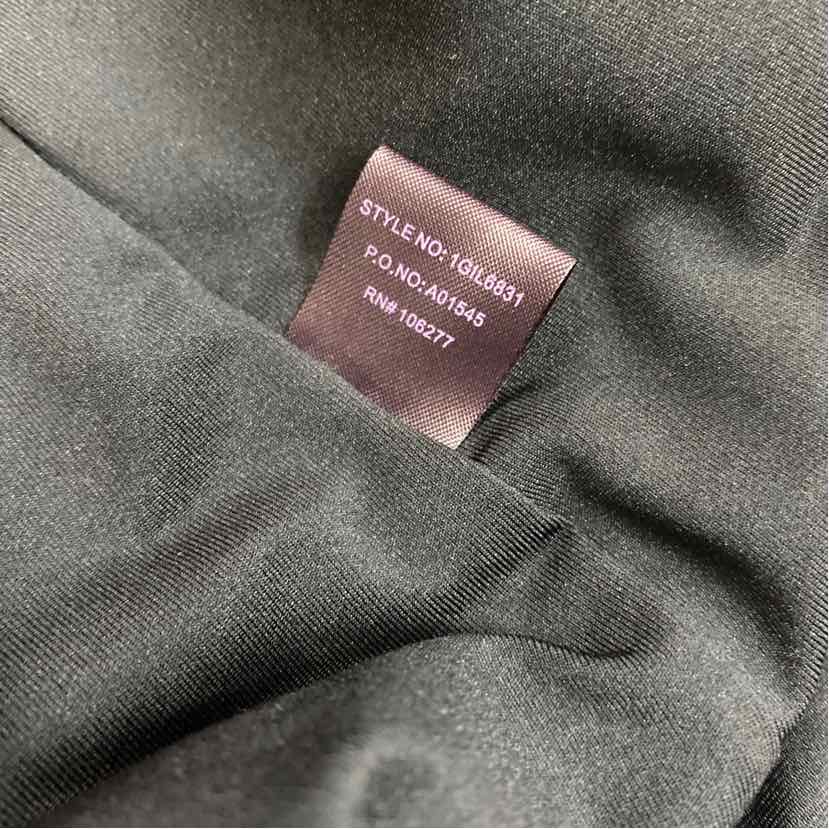 STYLE NO: 1GIL6831
P.O.NO: A01545
RN# 106277